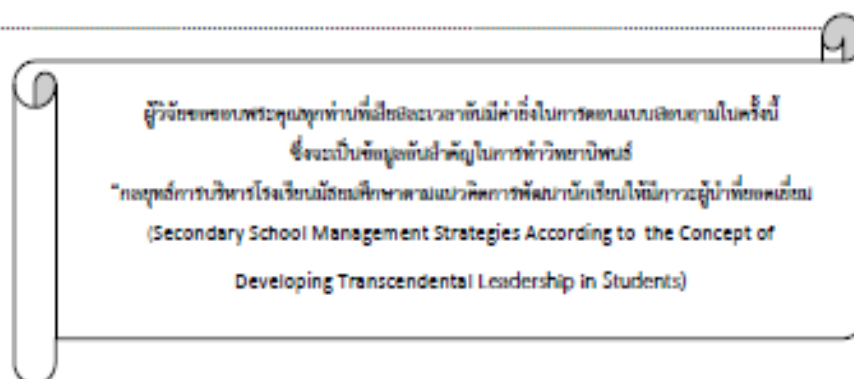 ผู้วิจัยขอขอบพระคุณทุกท่านที่เสียสละเวลาอันมีค่ายิ่งในการตอบแบบสอบถามในครั้งนี้
ซึ่งจะเป็นข้อมูลอันสำคัญในการทำวิทยานิพนธ์
"กลยุทธ์การบริหารโรงเรียนมัธยมศึกษาตามแนวคิดการพัฒนานักเรียนให้มีภาวะผู้นำที่ยอดเยี่ยม
(Secondary School Management Strategies According to the Concept of
Developing Transcendental Leadership in Students)